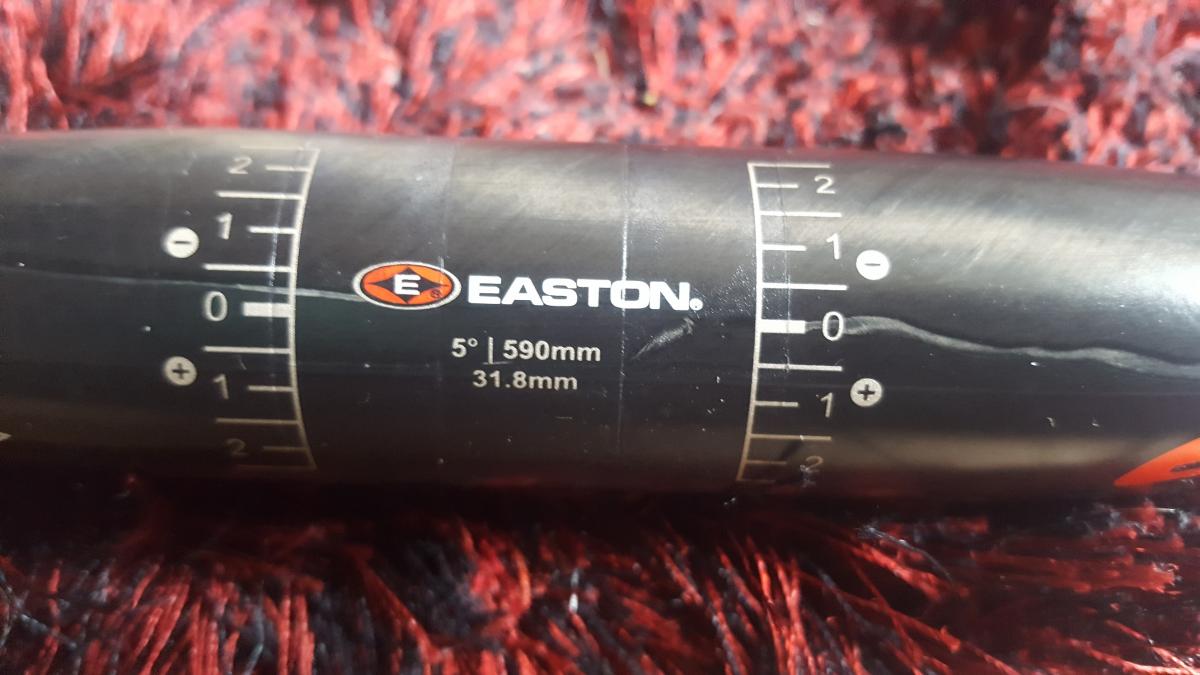 2 2
1 1
− −
E® EASTON®
0 0
5° | 590mm
31.8mm
+ +
1 1
2 2